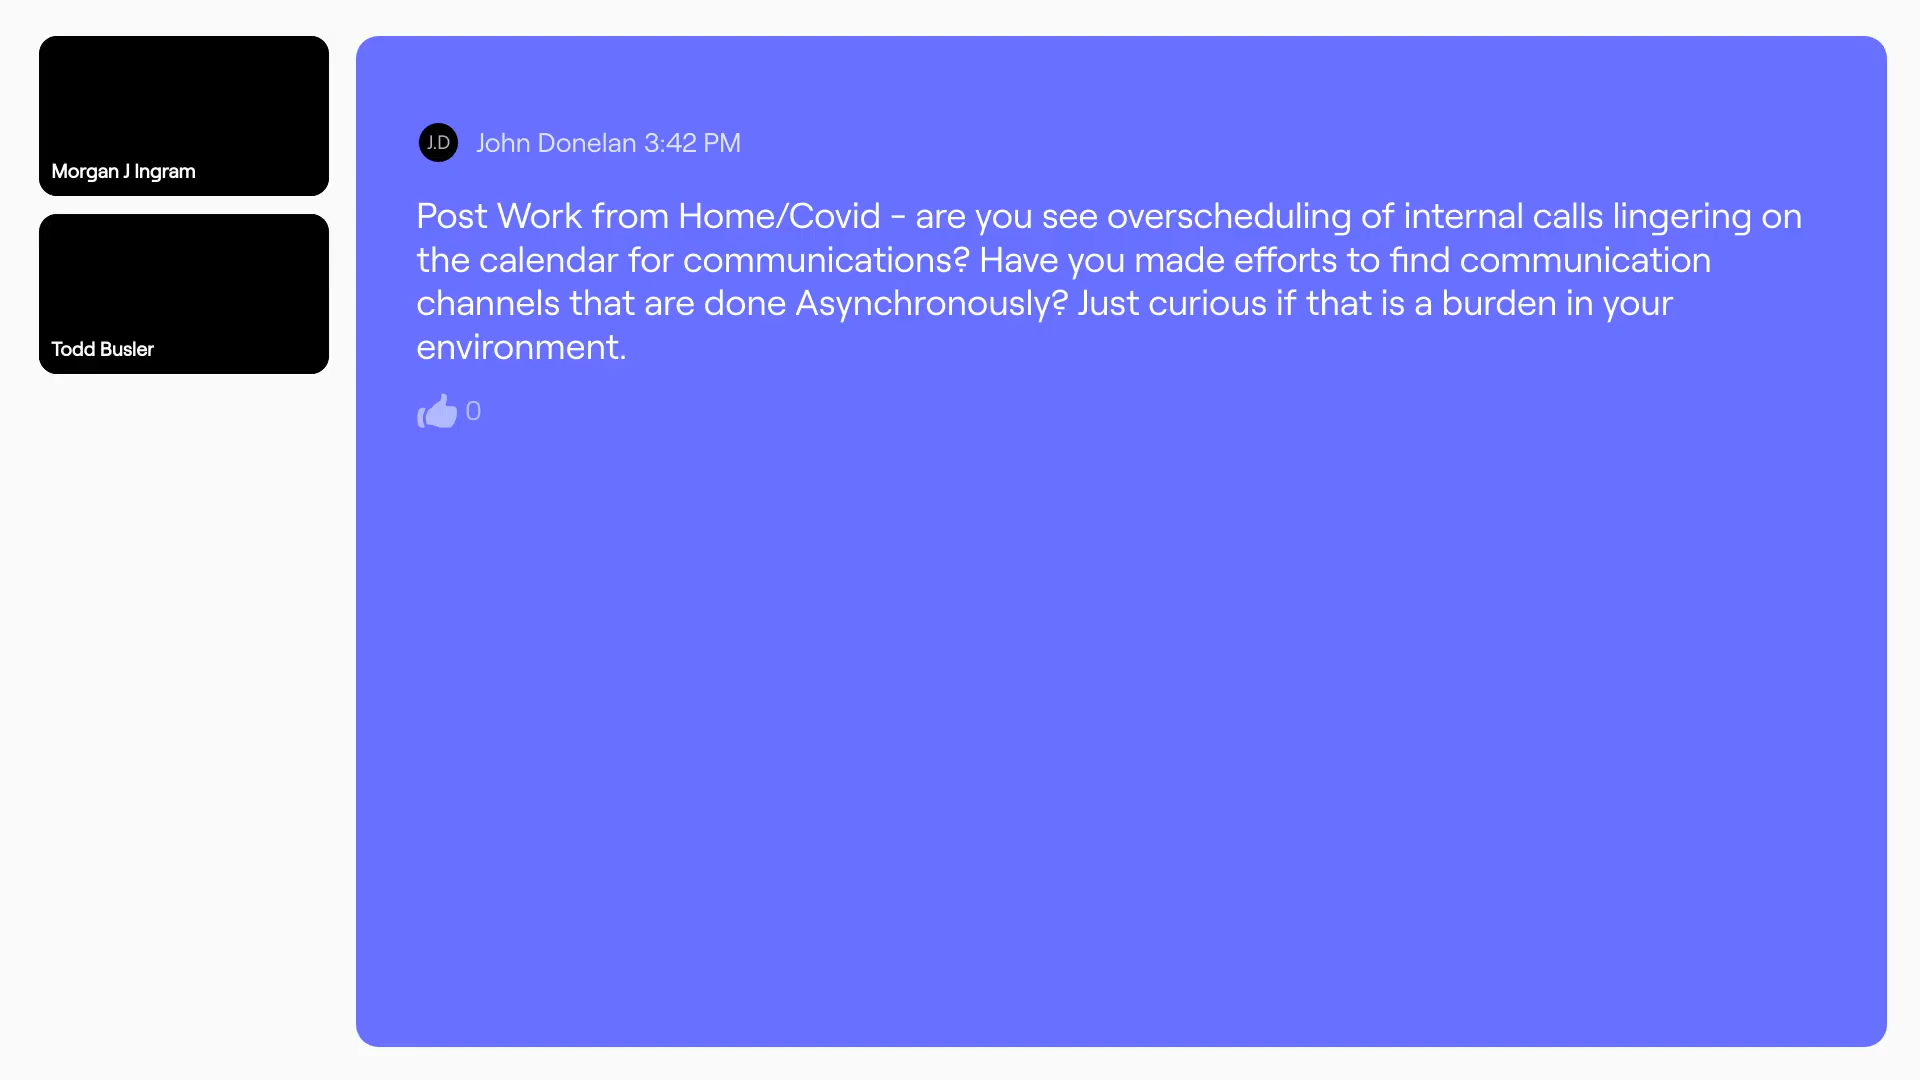 Morgan J Ingram
Todd Busler
J.D
John Donelan 3:42 PM
Post Work from Home/Covid - are you see overscheduling of internal calls lingering on
the calendar for communications? Have you made efforts to find communication
channels that are done Asynchronously? Just curious if that is a burden in your
environment.
0